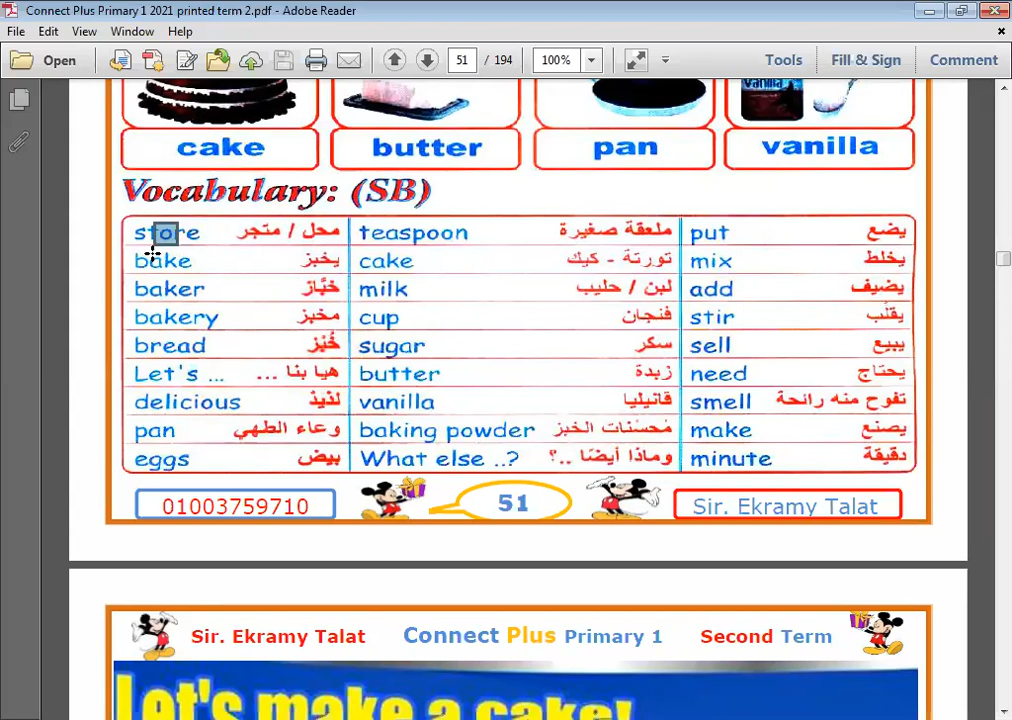 Connect Plus Primary 1 2021 printed term 2.pdf - Adobe Reader
File Edit View Window Help
Open 51 / 194 100% Tools Fill & Sign Comment
Vanilla
cake butter pan vanilla
Vocabulary: (SB)
store محل / متجر teaspoon ملعقة صغيرة put يضع
bake يخبز cake تورتة - كيك mix يخلط
baker خبَّاز milk لبن / حليب add يضيف
bakery مخبز cup فنجان stir يقلّب
bread خُبْز sugar سكر sell يبيع
Let's ... هيا بنا ... butter زبدة need يحتاج
delicious لذيذ vanilla ڤانيليا smell تفوح منه رائحة
pan وعاء الطهي baking powder مُحسّنات الخبز make يصنع
eggs بيض What else ..? وماذا أيضًا ..؟ minute دقيقة
01003759710 51 Sir. Ekramy Talat
Sir. Ekramy Talat Connect Plus Primary 1 Second Term
Let's make a cake!